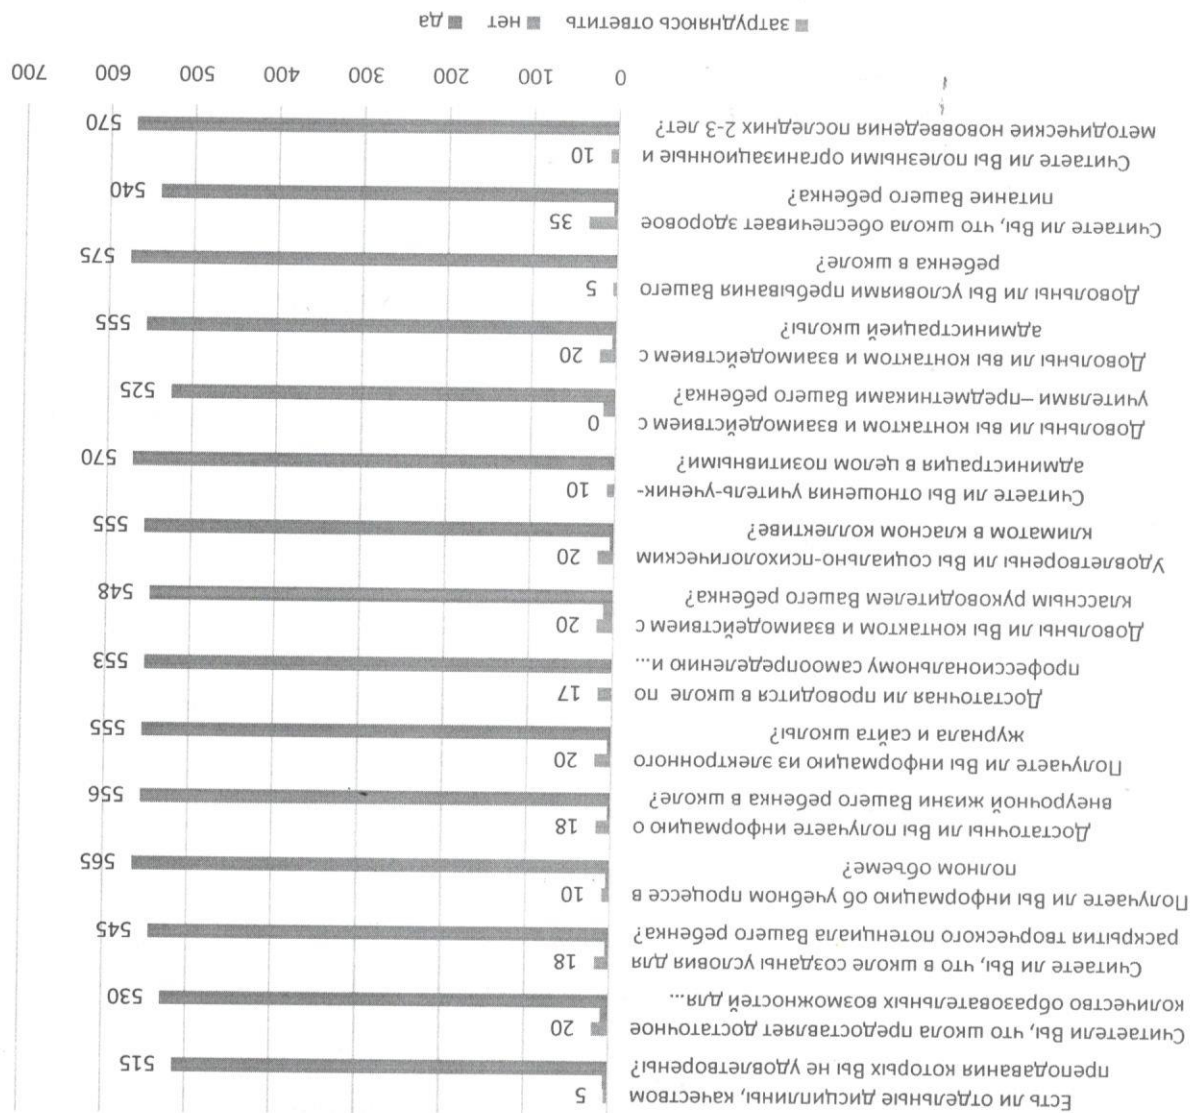 Есть ли отдельные дисциплины, качеством 5
преподавания которых Вы не удовлетворены? 515
Считаетели Вы, что школа предоставляет достаточное 20
количество образовательных возможностей для... 530
Считаете ли Вы, что в школе созданы условия для 18
раскрытия творческого потенциала Вашего ребенка? 545
Получаете ли Вы информацию об учебном процессе в 10
полном объеме? 565
Достаточны ли Вы получаете информацию о 18
внеурочной жизни Вашего ребенка в школе? 556
Получаете ли Вы информацию из электронного 20
журнала и сайта школы? 555
Достаточная ли проводится в школе по 17
профессиональному самоопределению и... 553
Довольны ли Вы контактом и взаимодействием с 20
классным руководителем Вашего ребенка? 548
Удовлетворены ли Вы социально-психологическим 20
климатом в класном коллективе? 555
Считаете ли Вы отношения учитель-ученик- 10
администрация в целом позитивными? 570
Довольны ли вы контактом и взаимодействием с 0
учителями –предметниками Вашего ребенка? 525
Довольны ли вы контактом и взаимодействием с 20
администрацией школы? 555
Довольны ли Вы условиями пребывания Вашего 5
ребенка в школе? 575
Считаете ли Вы, что школа обеспечивает здоровое 35
питание Вашего ребенка? 540
Считаете ли Вы полезными организационные и 10
методические нововведения последних 2-3 лет? 570
0 100 200 300 400 500 600 700
затрудняюсь ответить нет да